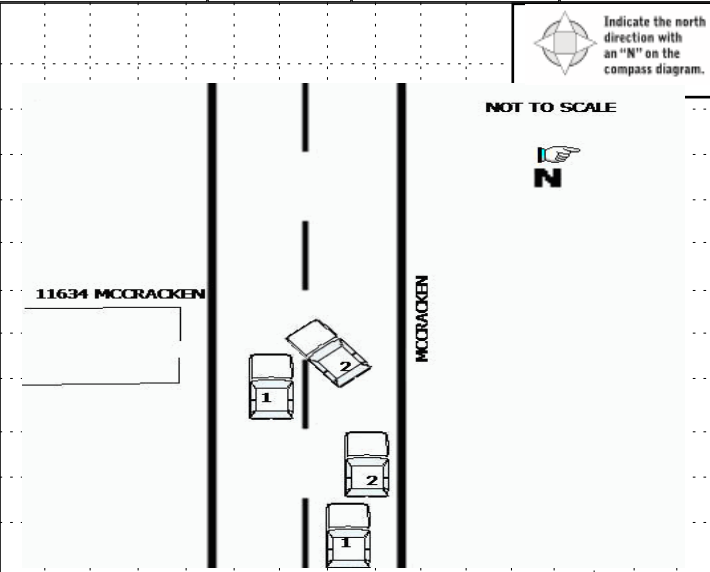 Indicate the north
direction with
an “N” on the
compass diagram.
NOT TO SCALE
N
11634 MCCRACKEN
MCCRACKEN
2
1
2
1